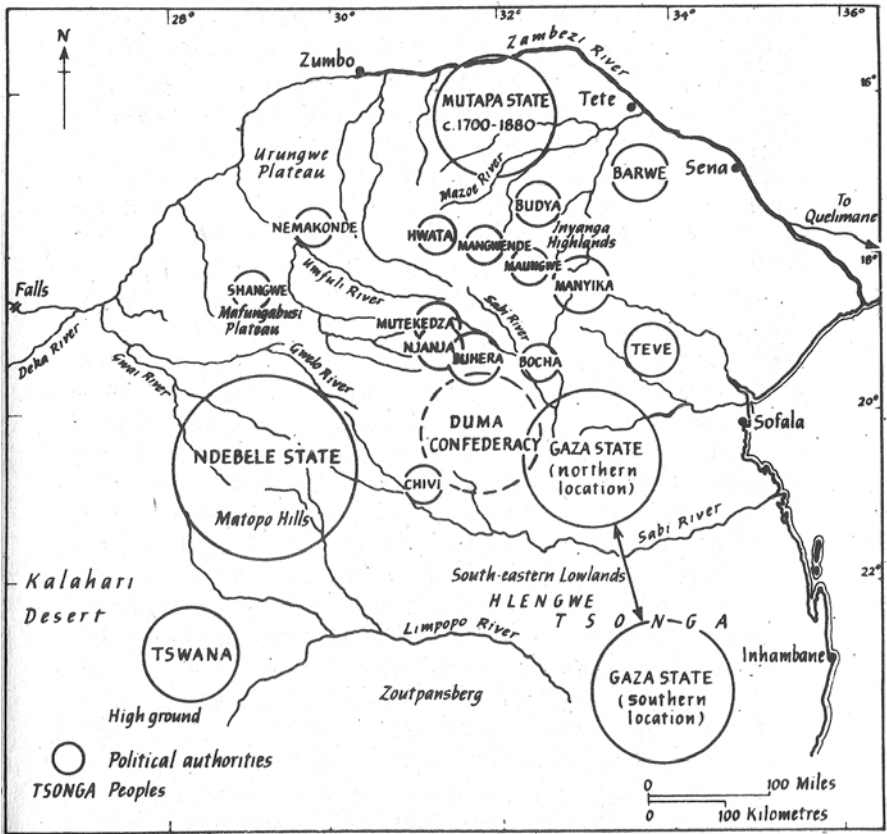 28°
30°
32°
34°
36°
N
Zumbo
Zambezi River
16°
MUTAPA STATE
c.1700-1880
Tete
Urungwe
Plateau
Mazoe River
BARWE
Sena
To
Quelimane
BUDYA
NEMAKONDE
HWATA
MANGWENDE
Inyanga
Highlands
18°
MAUNGWE
MANYIKA
Falls
SHANGWE
Umfuli River
Mafungabusi
Plateau
Sabi River
MUTEKEDZA
NJANJA
BUHERA
BOCHA
TEVE
Deka River
Gwai River
Gwelo River
20°
Sofala
DUMA
CONFEDERACY
NDEBELE STATE
GAZA STATE
(northern
location)
CHIVI
Matopo Hills
Sabi River
22°
Kalahari
Desert
South-eastern Lowlands
HLENGWE
TSONGA
TSWANA
Limpopo River
Inhambane
GAZA STATE
(southern
location)
Zoutpansberg
High ground
Political authorities
TSONGA Peoples
0 100 Miles
0 100 Kilometres